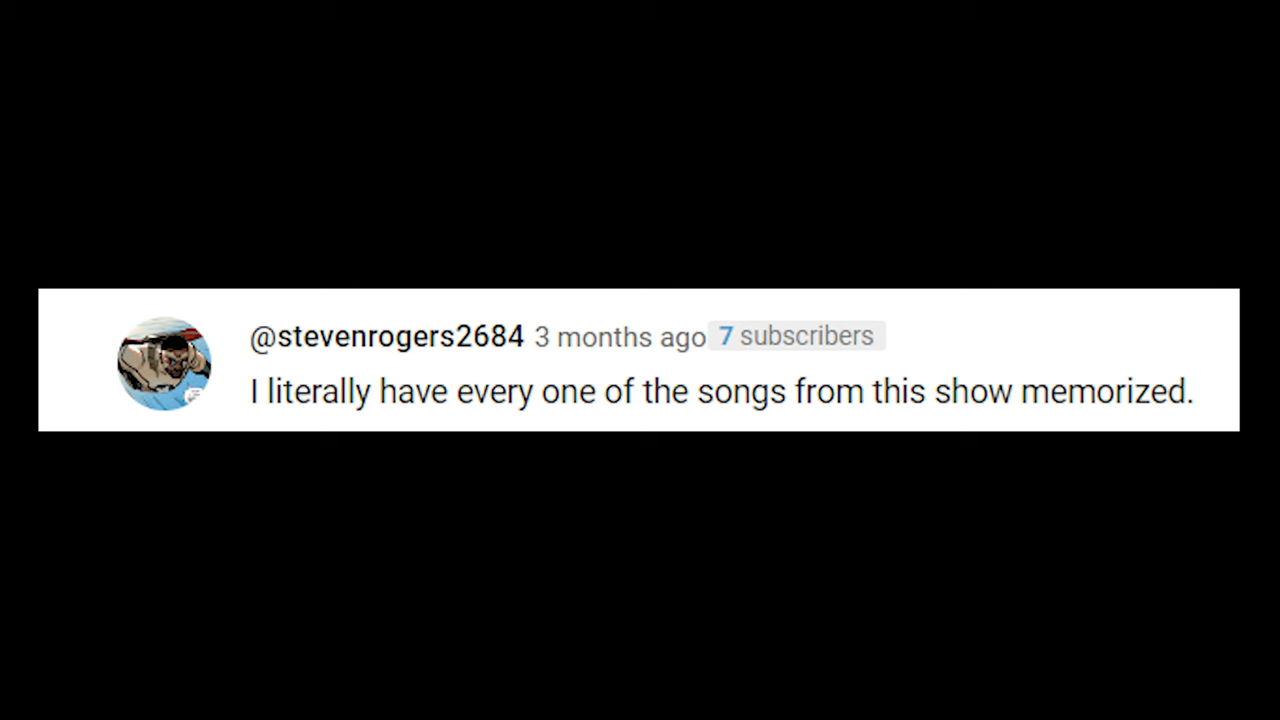 @stevenrogers2684 3 months ago 7 subscribers
I literally have every one of the songs from this show memorized.